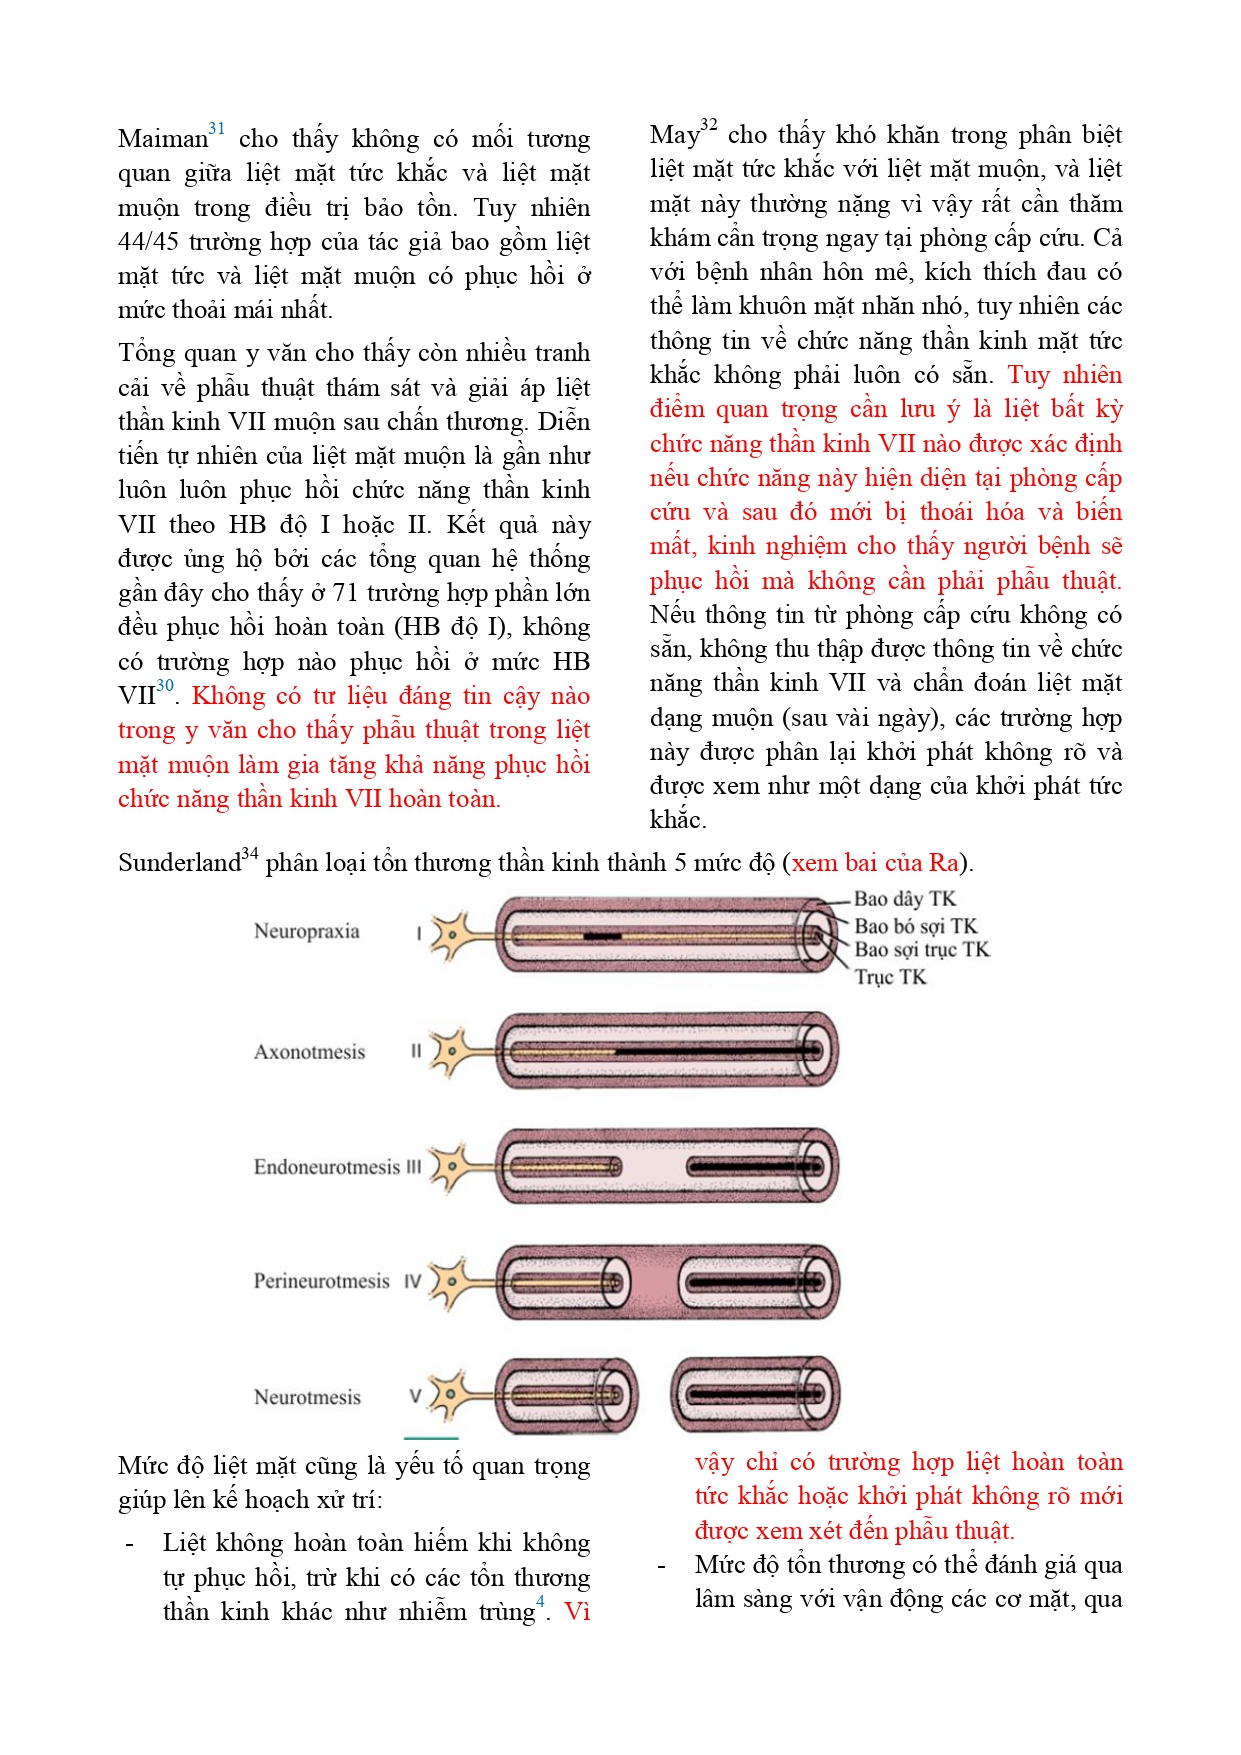 Maiman31 cho thấy không có mối tương
quan giữa liệt mặt tức khắc và liệt mặt
muộn trong điều trị bảo tồn. Tuy nhiên
44/45 trường hợp của tác giả bao gồm liệt
mặt tức và liệt mặt muộn có phục hồi ở
mức thoải mái nhất.
Tổng quan y văn cho thấy còn nhiều tranh
cải về phẫu thuật thám sát và giải áp liệt
thần kinh VII muộn sau chấn thương. Diễn
tiến tự nhiên của liệt mặt muộn là gần như
luôn luôn phục hồi chức năng thần kinh
VII theo HB độ I hoặc II. Kết quả này
được ủng hộ bởi các tổng quan hệ thống
gần đây cho thấy ở 71 trường hợp phần lớn
đều phục hồi hoàn toàn (HB độ I), không
có trường hợp nào phục hồi ở mức HB
VII30. Không có tư liệu đáng tin cậy nào
trong y văn cho thấy phẫu thuật trong liệt
mặt muộn làm gia tăng khả năng phục hồi
chức năng thần kinh VII hoàn toàn.
May32 cho thấy khó khăn trong phân biệt
liệt mặt tức khắc với liệt mặt muộn, và liệt
mặt này thường nặng vì vậy rất cần thăm
khám cẩn trọng ngay tại phòng cấp cứu. Cả
với bệnh nhân hôn mê, kích thích đau có
thể làm khuôn mặt nhăn nhó, tuy nhiên các
thông tin về chức năng thần kinh mặt tức
khắc không phải luôn có sẵn. Tuy nhiên
điểm quan trọng cần lưu ý là liệt bất kỳ
chức năng thần kinh VII nào được xác định
nếu chức năng này hiện diện tại phòng cấp
cứu và sau đó mới bị thoái hóa và biến
mất, kinh nghiệm cho thấy người bệnh sẽ
phục hồi mà không cần phải phẫu thuật.
Nếu thông tin từ phòng cấp cứu không có
sẵn, không thu thập được thông tin về chức
năng thần kinh VII và chẩn đoán liệt mặt
dạng muộn (sau vài ngày), các trường hợp
này được phân lại khởi phát không rõ và
được xem như một dạng của khởi phát tức
khắc.
Sunderland34 phân loại tổn thương thần kinh thành 5 mức độ (xem bai của Ra).
Bao dây TK
Neuropraxia I
Bao bó sợi TK
Bao sợi trục TK
Trục TK
Axonotmesis II
Endoneurotmesis III
Perineurotmesis IV
Neurotmesis V
Mức độ liệt mặt cũng là yếu tố quan trọng
giúp lên kế hoạch xử trí:
- Liệt không hoàn toàn hiếm khi không
tự phục hồi, trừ khi có các tổn thương
thần kinh khác như nhiễm trùng4. Vì
vậy chỉ có trường hợp liệt hoàn toàn
tức khắc hoặc khởi phát không rõ mới
được xem xét đến phẫu thuật.
- Mức độ tổn thương có thể đánh giá qua
lâm sàng với vận động các cơ mặt, qua